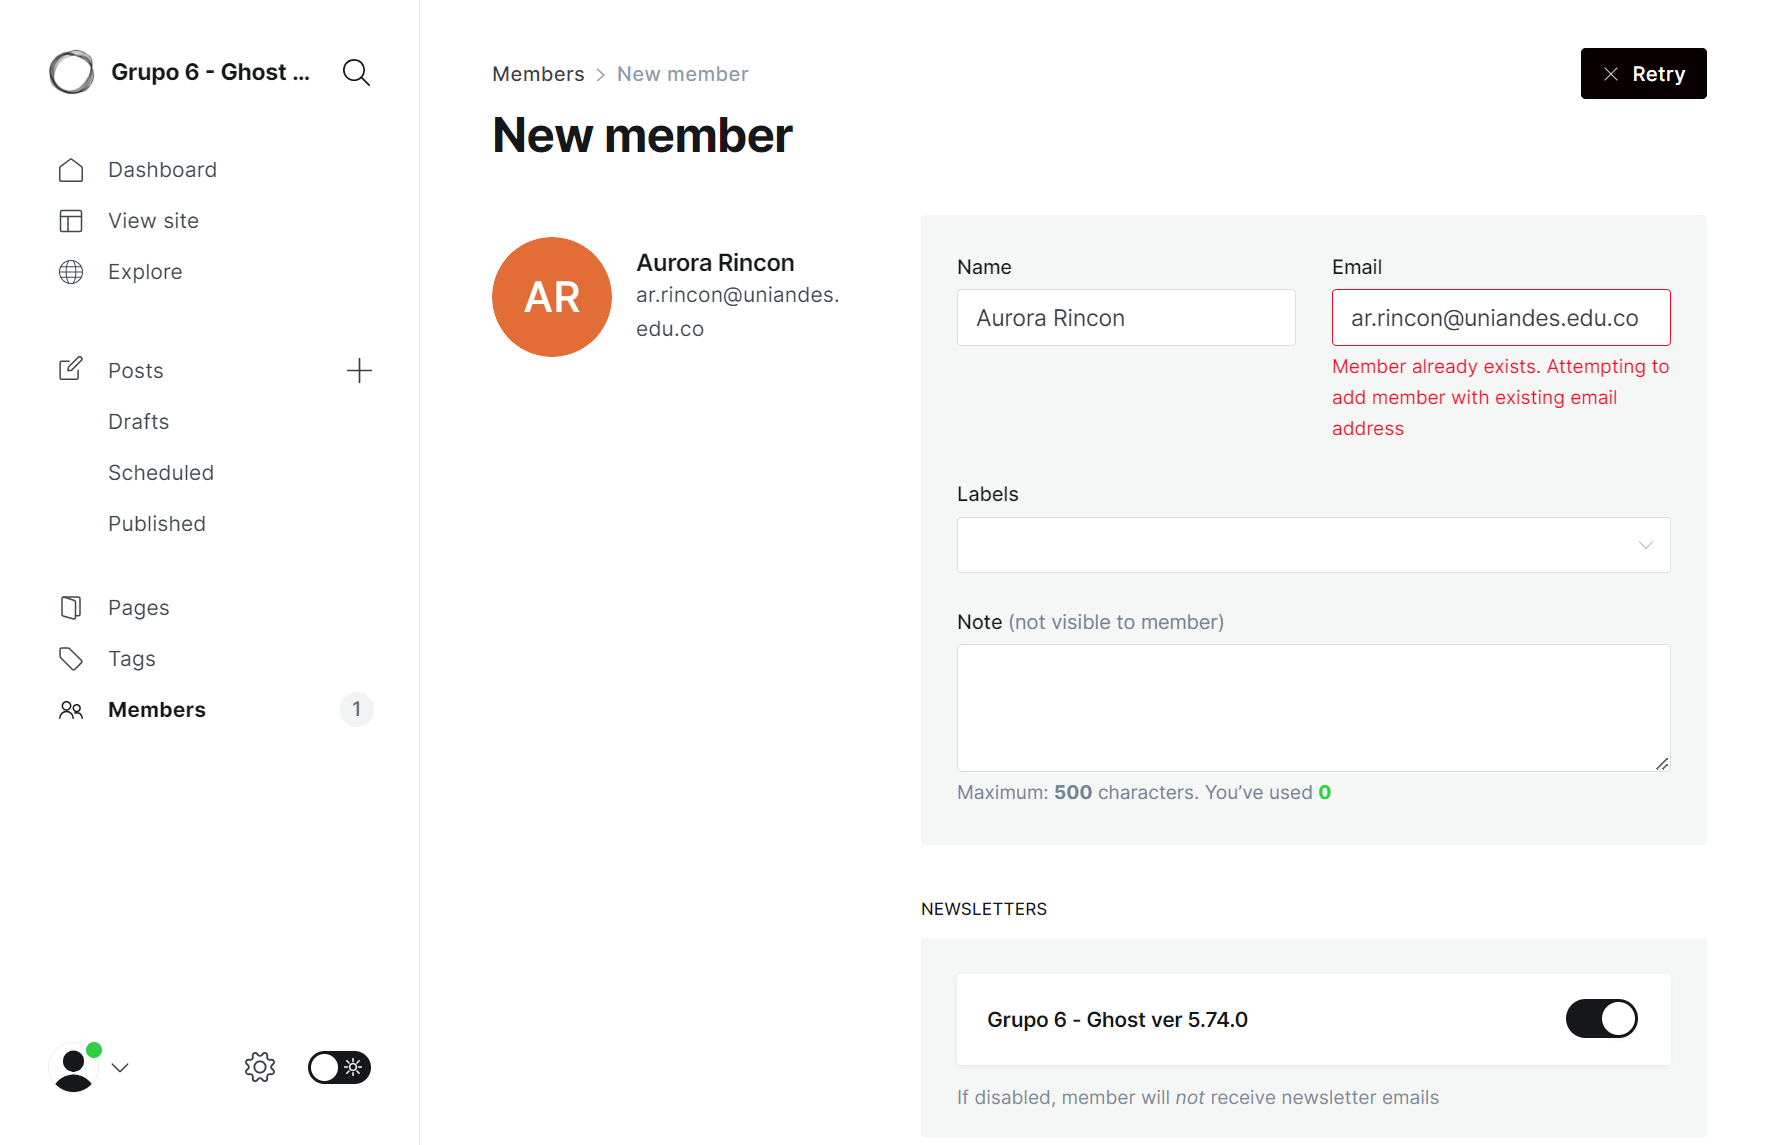 Grupo 6 - Ghost ...
Dashboard
View site
Explore
Posts
Drafts
Scheduled
Published
Pages
Tags
Members
1
Members > New member
Retry
New member
AR
Aurora Rincon
ar.rincon@uniandes.
edu.co
Name
Aurora Rincon
Email
ar.rincon@uniandes.edu.co
Member already exists. Attempting to
add member with existing email
address
Labels
Note (not visible to member)
Maximum: 500 characters. You’ve used 0
NEWSLETTERS
Grupo 6 - Ghost ver 5.74.0
If disabled, member will not receive newsletter emails